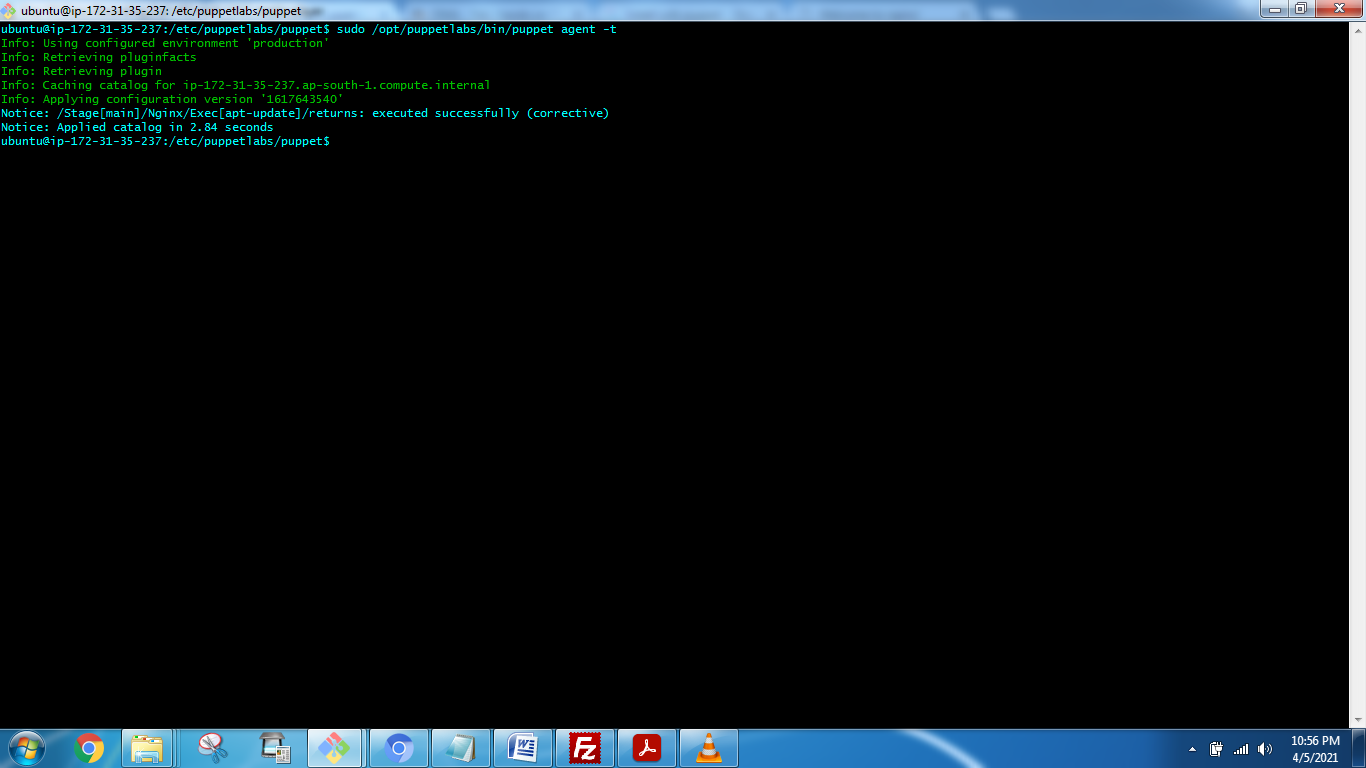 ubuntu@ip-172-31-35-237: /etc/puppetlabs/puppet
ubuntu@ip-172-31-35-237:/etc/puppetlabs/puppet$ sudo /opt/puppetlabs/bin/puppet agent -t
Info: Using configured environment 'production'
Info: Retrieving pluginfacts
Info: Retrieving plugin
Info: Caching catalog for ip-172-31-35-237.ap-south-1.compute.internal
Info: Applying configuration version '1617643540'
Notice: /Stage[main]/Nginx/Exec[apt-update]/returns: executed successfully (corrective)
Notice: Applied catalog in 2.84 seconds
ubuntu@ip-172-31-35-237:/etc/puppetlabs/puppet$
10:56 PM
4/5/2021